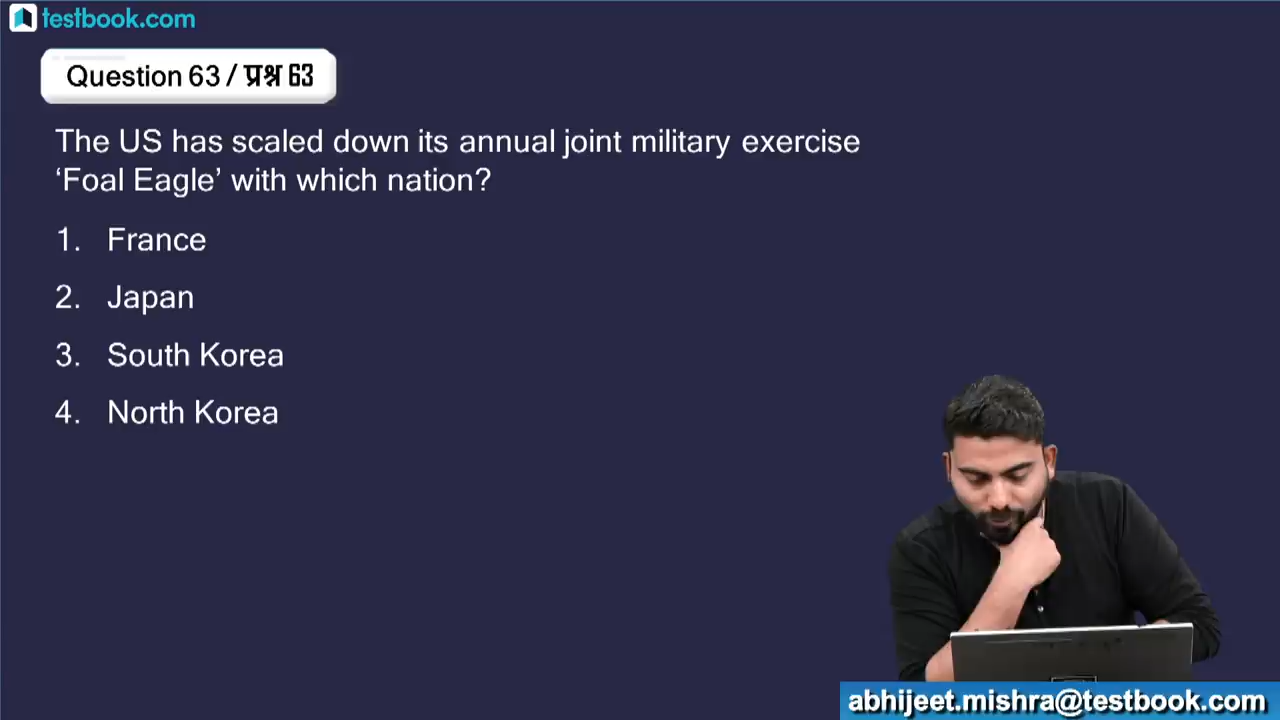 testbook.com
Question 63 / प्रश्न 63
The US has scaled down its annual joint military exercise
‘Foal Eagle’ with which nation?
1. France
2. Japan
3. South Korea
4. North Korea
abhijeet.mishra@testbook.com